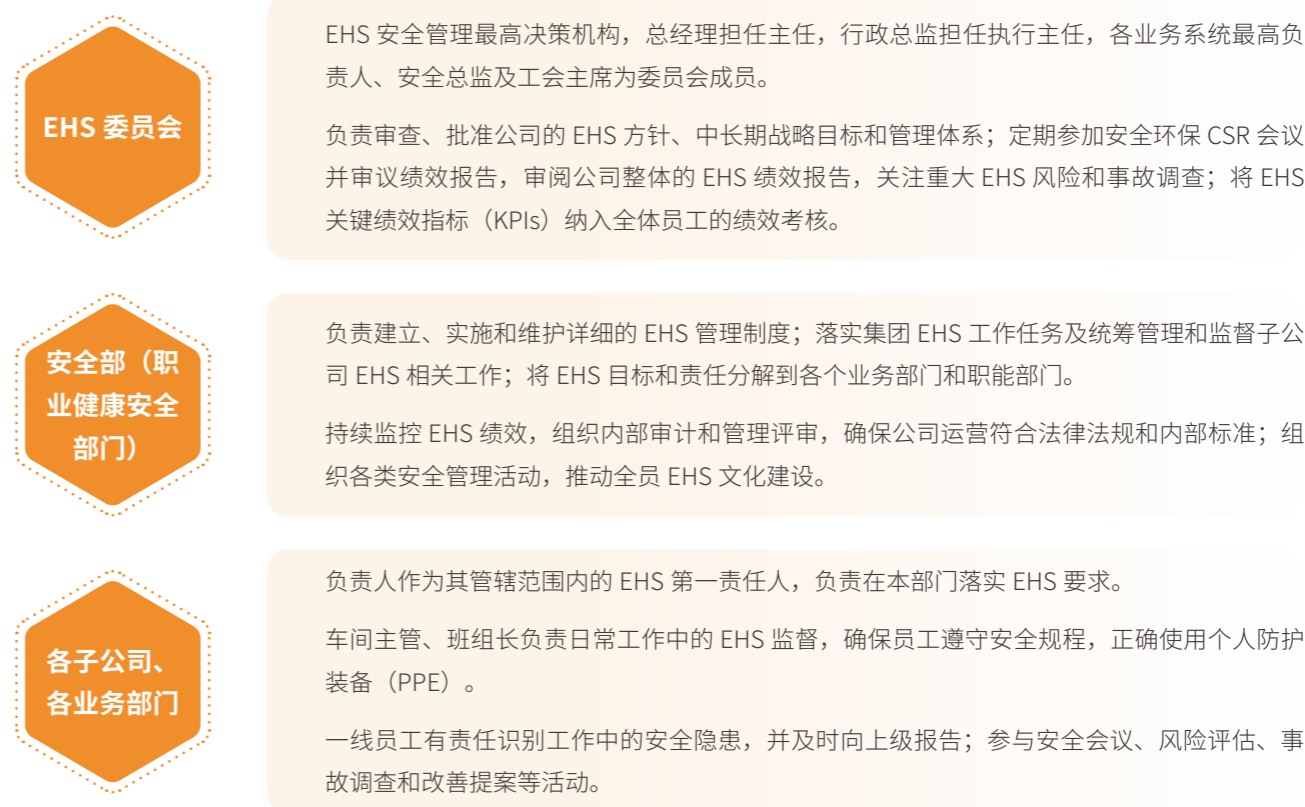 EHS 委员会
EHS 安全管理最高决策机构，总经理担任主任，行政总监担任执行主任，各业务系统最高负
责人、安全总监及工会主席为委员会成员。
负责审查、批准公司的 EHS 方针、中长期战略目标和管理体系；定期参加安全环保 CSR 会议
并审议绩效报告，审阅公司整体的 EHS 绩效报告，关注重大 EHS 风险和事故调查；将 EHS
关键绩效指标（KPIs）纳入全体员工的绩效考核。
安全部（职
业健康安全
部门）
负责建立、实施和维护详细的 EHS 管理制度；落实集团 EHS 工作任务及统筹管理和监督子公
司 EHS 相关工作；将 EHS 目标和责任分解到各个业务部门和职能部门。
持续监控 EHS 绩效，组织内部审计和管理评审，确保公司运营符合法律法规和内部标准；组
织各类安全管理活动，推动全员 EHS 文化建设。
各子公司、
各业务部门
负责人作为其管辖范围内的 EHS 第一责任人，负责在本部门落实 EHS 要求。
车间主管、班组长负责日常工作中的 EHS 监督，确保员工遵守安全规程，正确使用个人防护
装备（PPE）。
一线员工有责任识别工作中的安全隐患，并及时向上级报告；参与安全会议、风险评估、事
故调查和改善提案等活动。